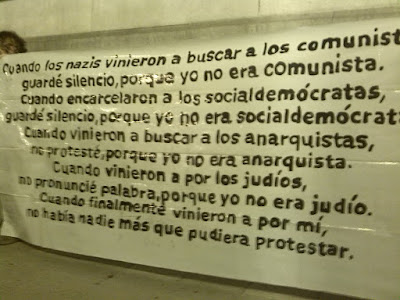 Cuando los nazis vinieron a buscar a los comunist
guardé silencio, porque yo no era comunista.
Cuando encarcelaron a los socialdemócratas,
guardé silencio, porque yo no era socialdemócrat
Cuando vinieron a buscar a los anarquistas,
no protesté, porque yo no era anarquista.
Cuando vinieron a por los judíos,
no pronuncié palabra, porque yo no era judío.
Cuando finalmente vinieron a por mí,
no había nadie más que pudiera protestar.